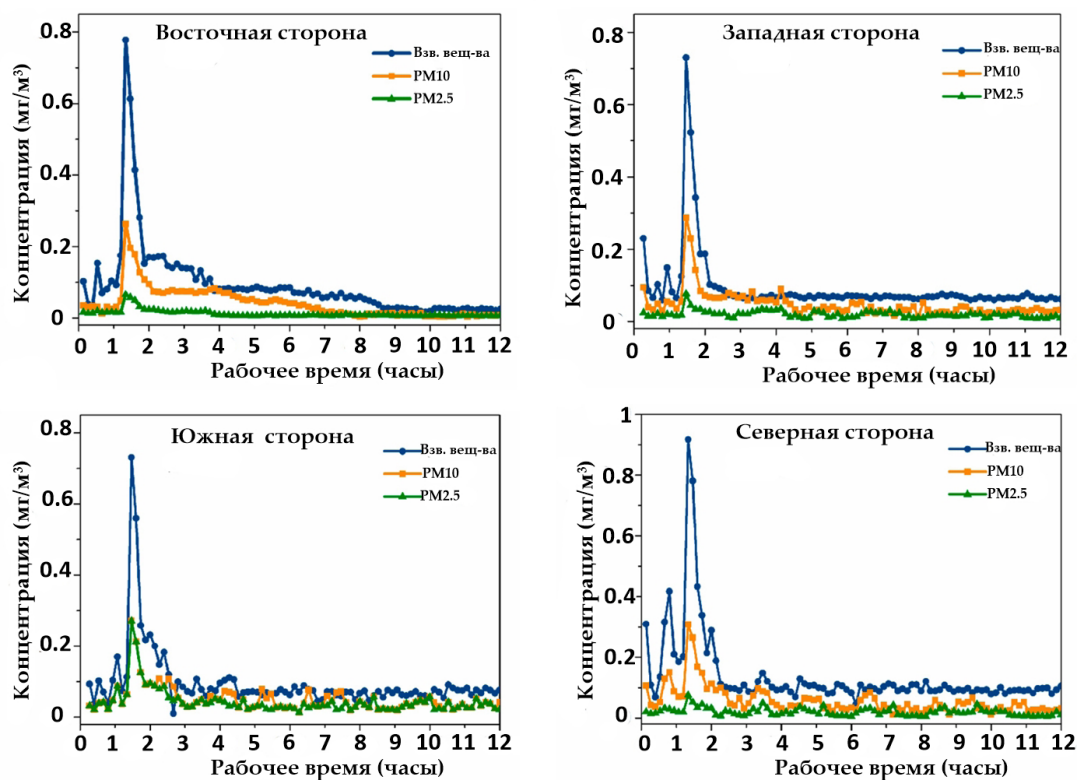 Восточная сторона
Взв. вещ-ва
PM10
PM2.5
Концентрация (мг/м³)
0.8
0.6
0.4
0.2
0
0 1 2 3 4 5 6 7 8 9 10 11 12
Рабочее время (часы)
Западная сторона
Взв. вещ-ва
PM10
PM2.5
Концентрация (мг/м³)
0.8
0.6
0.4
0.2
0
0 1 2 3 4 5 6 7 8 9 10 11 12
Рабочее время (часы)
Южная сторона
Взв. вещ-ва
PM10
PM2.5
Концентрация (мг/м³)
0.8
0.6
0.4
0.2
0
0 1 2 3 4 5 6 7 8 9 10 11 12
Рабочее время (часы)
Северная сторона
Взв. вещ-ва
PM10
PM2.5
Концентрация (мг/м³)
1
0.8
0.6
0.4
0.2
0
0 1 2 3 4 5 6 7 8 9 10 11 12
Рабочее время (часы)